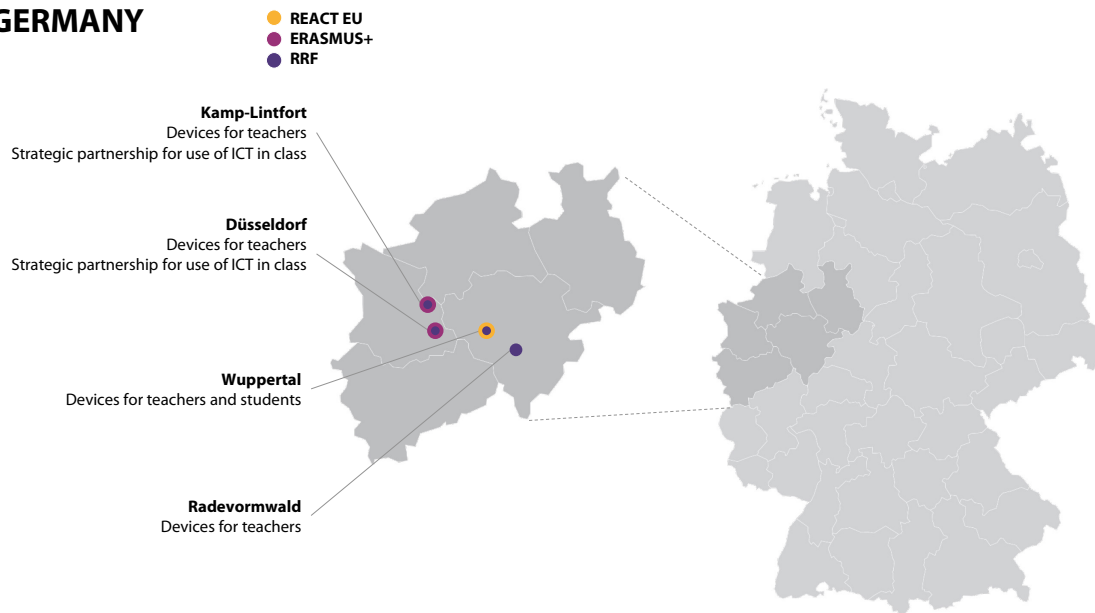 GERMANY
REACT EU
ERASMUS+
RRF
Kamp-Lintfort
Devices for teachers
Strategic partnership for use of ICT in class
Düsseldorf
Devices for teachers
Strategic partnership for use of ICT in class
Wuppertal
Devices for teachers and students
Radevormwald
Devices for teachers